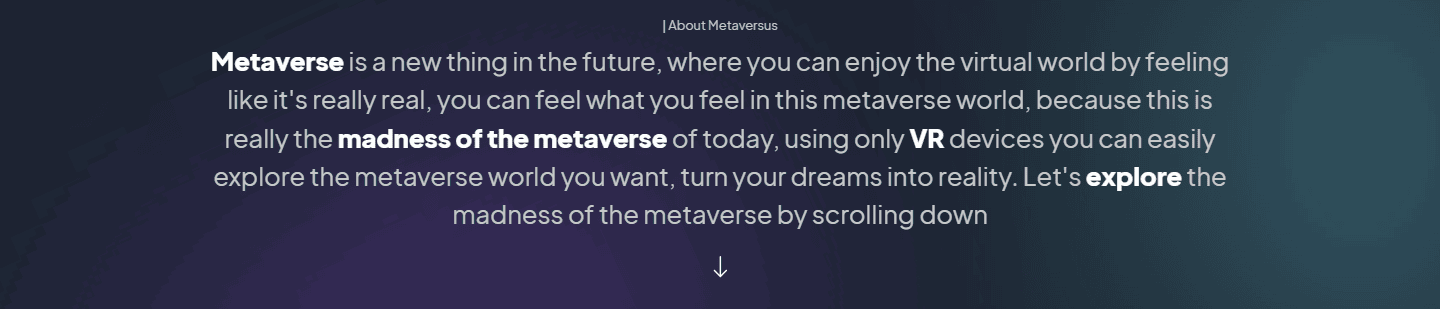 | About Metaversus
Metaverse is a new thing in the future, where you can enjoy the virtual world by feeling
like it's really real, you can feel what you feel in this metaverse world, because this is
really the madness of the metaverse of today, using only VR devices you can easily
explore the metaverse world you want, turn your dreams into reality. Let's explore the
madness of the metaverse by scrolling down